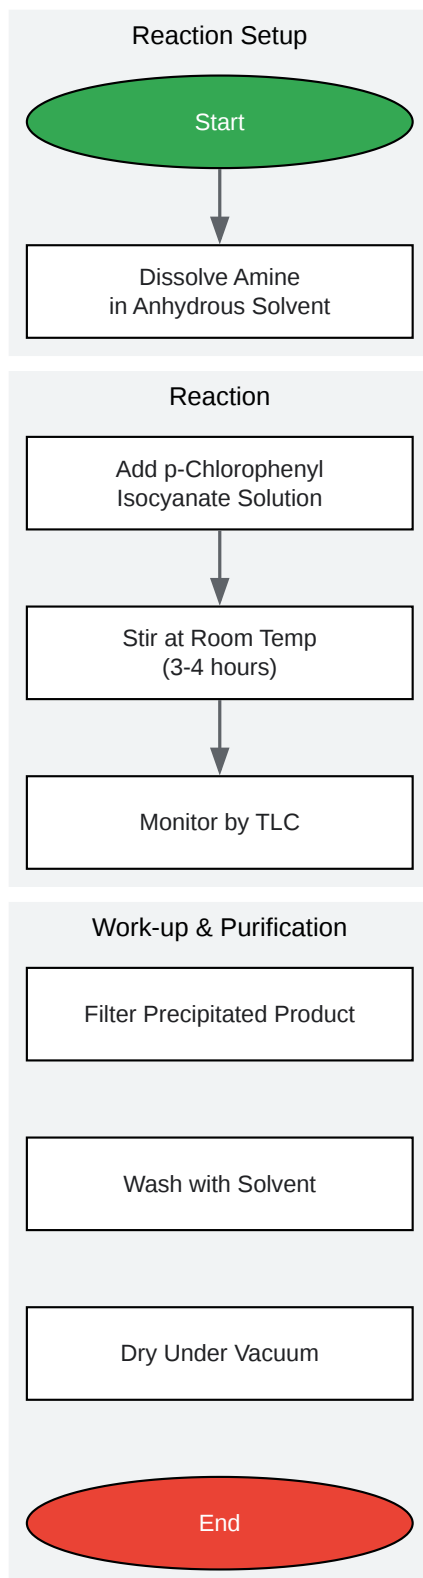 Reaction Setup
Start
Dissolve Amine
in Anhydrous Solvent
Reaction
Add p-Chlorophenyl
Isocyanate Solution
Stir at Room Temp
(3-4 hours)
Monitor by TLC
Work-up & Purification
Filter Precipitated Product
Wash with Solvent
Dry Under Vacuum
End